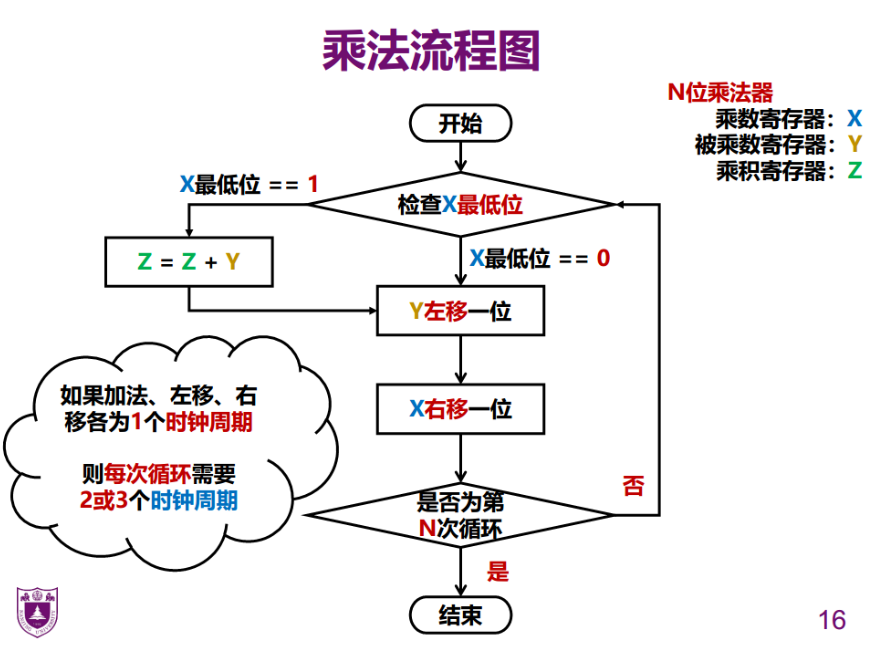 乘法流程图
N位乘法器
乘数寄存器：X
被乘数寄存器：Y
乘积寄存器：Z
开始
X最低位 == 1
检查X最低位
Z = Z + Y
X最低位 == 0
Y左移一位
如果加法、左移、右
移各为1个时钟周期
则每次循环需要
2或3个时钟周期
X右移一位
是否为第
N次循环
否
是
结束
16